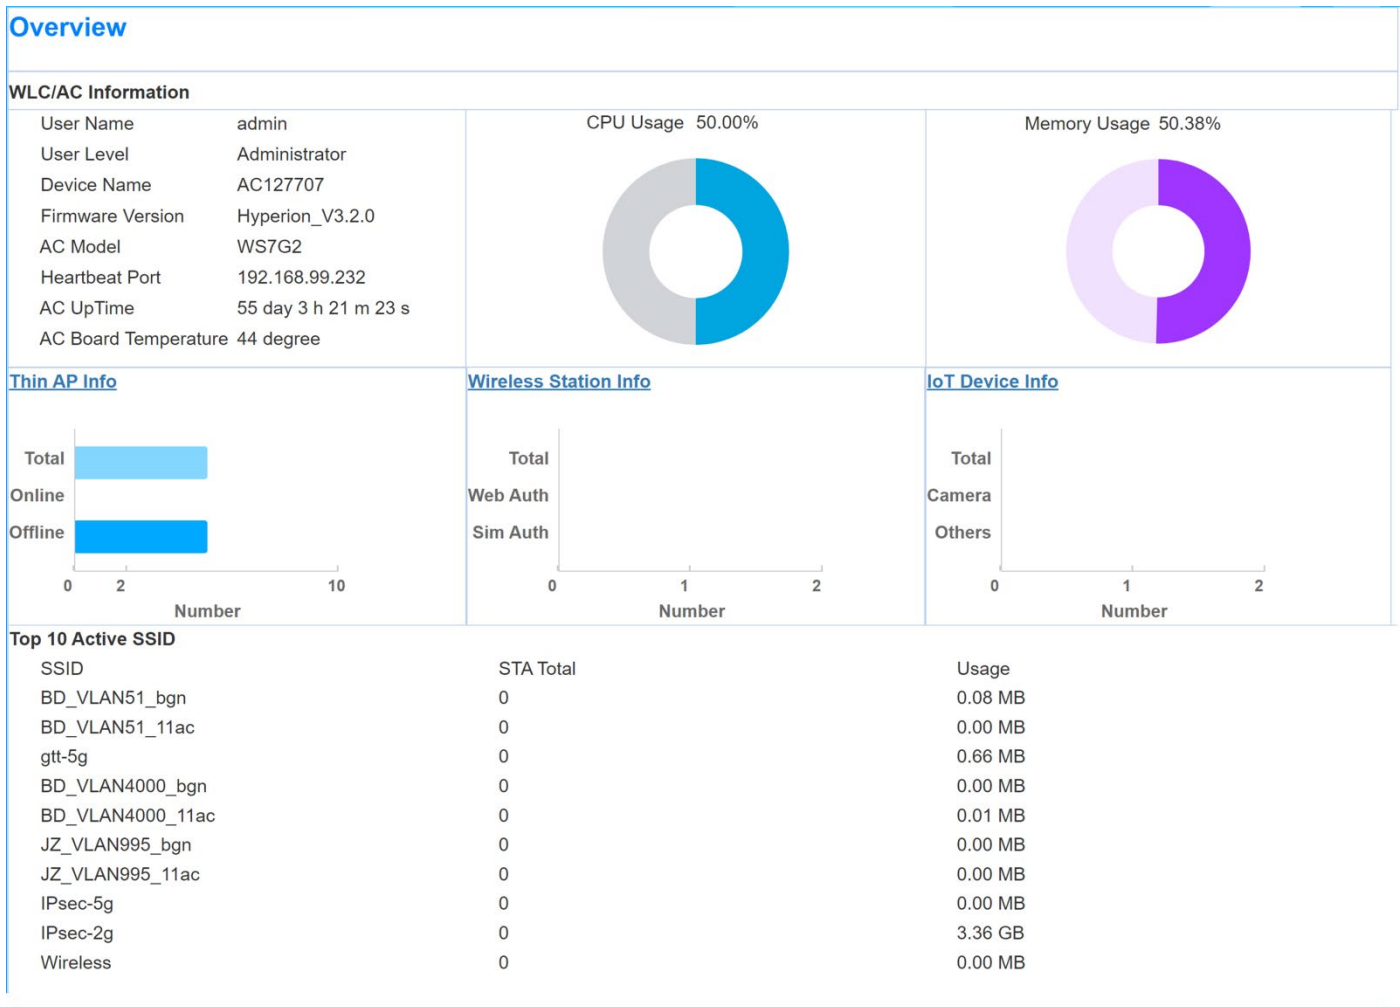 Overview
WLC/AC Information
User Name admin
User Level Administrator
Device Name AC127707
Firmware Version Hyperion_V3.2.0
AC Model WS7G2
Heartbeat Port 192.168.99.232
AC UpTime 55 day 3 h 21 m 23 s
AC Board Temperature 44 degree
CPU Usage 50.00%
Memory Usage 50.38%
Thin AP Info
Total
Online
Offline
0 2 10
Number
Wireless Station Info
Total
Web Auth
Sim Auth
0 1 2
Number
IoT Device Info
Total
Camera
Others
0 1 2
Number
Top 10 Active SSID
SSID STA Total Usage
BD_VLAN51_bgn 0 0.08 MB
BD_VLAN51_11ac 0 0.00 MB
gtt-5g 0 0.66 MB
BD_VLAN4000_bgn 0 0.00 MB
BD_VLAN4000_11ac 0 0.01 MB
JZ_VLAN995_bgn 0 0.00 MB
JZ_VLAN995_11ac 0 0.00 MB
IPsec-5g 0 0.00 MB
IPsec-2g 0 3.36 GB
Wireless 0 0.00 MB